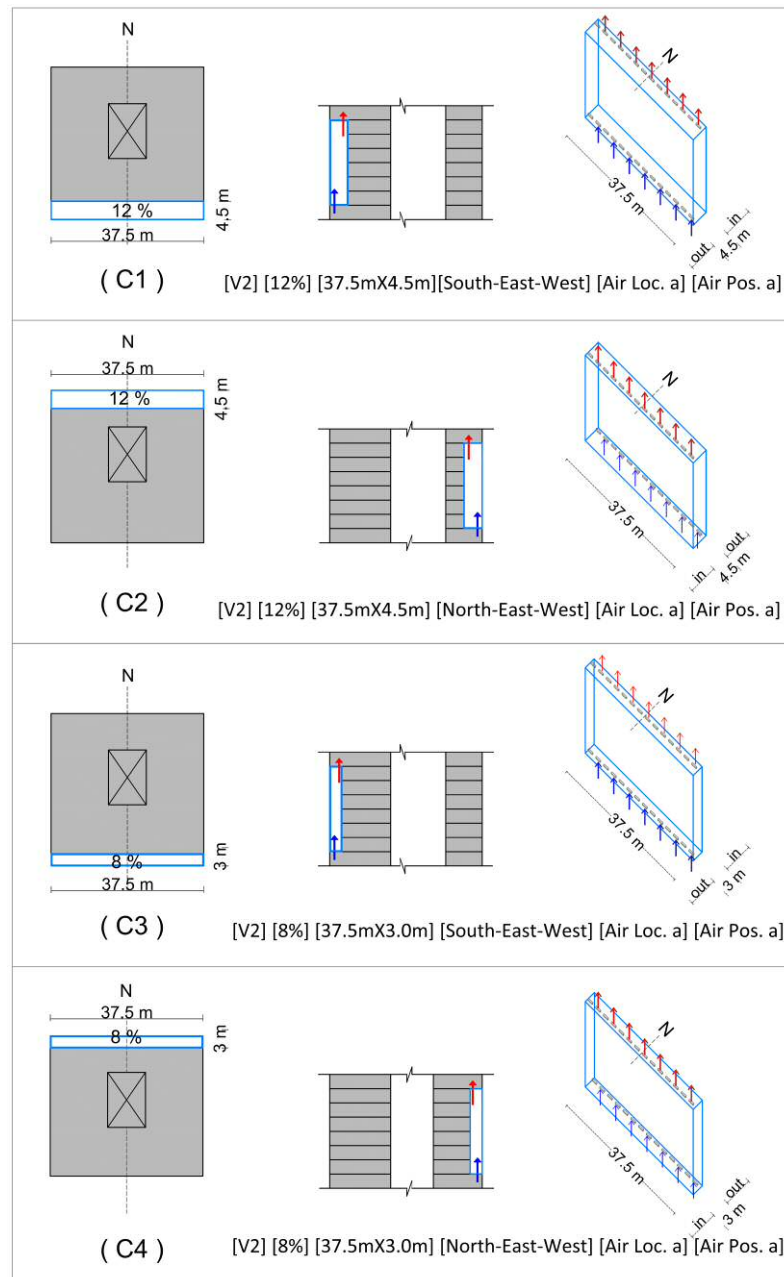 N
12 %
4,5 m
37.5 m
N
37.5 m
out
in
4.5 m
( C1 )
[V2] [12%] [37.5mX4.5m][South-East-West] [Air Loc. a] [Air Pos. a]
N
37.5 m
12 %
4,5 m
N
37.5 m
in
out
4.5 m
( C2 )
[V2] [12%] [37.5mX4.5m] [North-East-West] [Air Loc. a] [Air Pos. a]
N
8 %
3 m
37.5 m
N
37.5 m
out
in
3 m
( C3 )
[V2] [8%] [37.5mX3.0m] [South-East-West] [Air Loc. a] [Air Pos. a]
N
37.5 m
8 %
3 m
N
37.5 m
in
out
3 m
( C4 )
[V2] [8%] [37.5mX3.0m] [North-East-West] [Air Loc. a] [Air Pos. a]